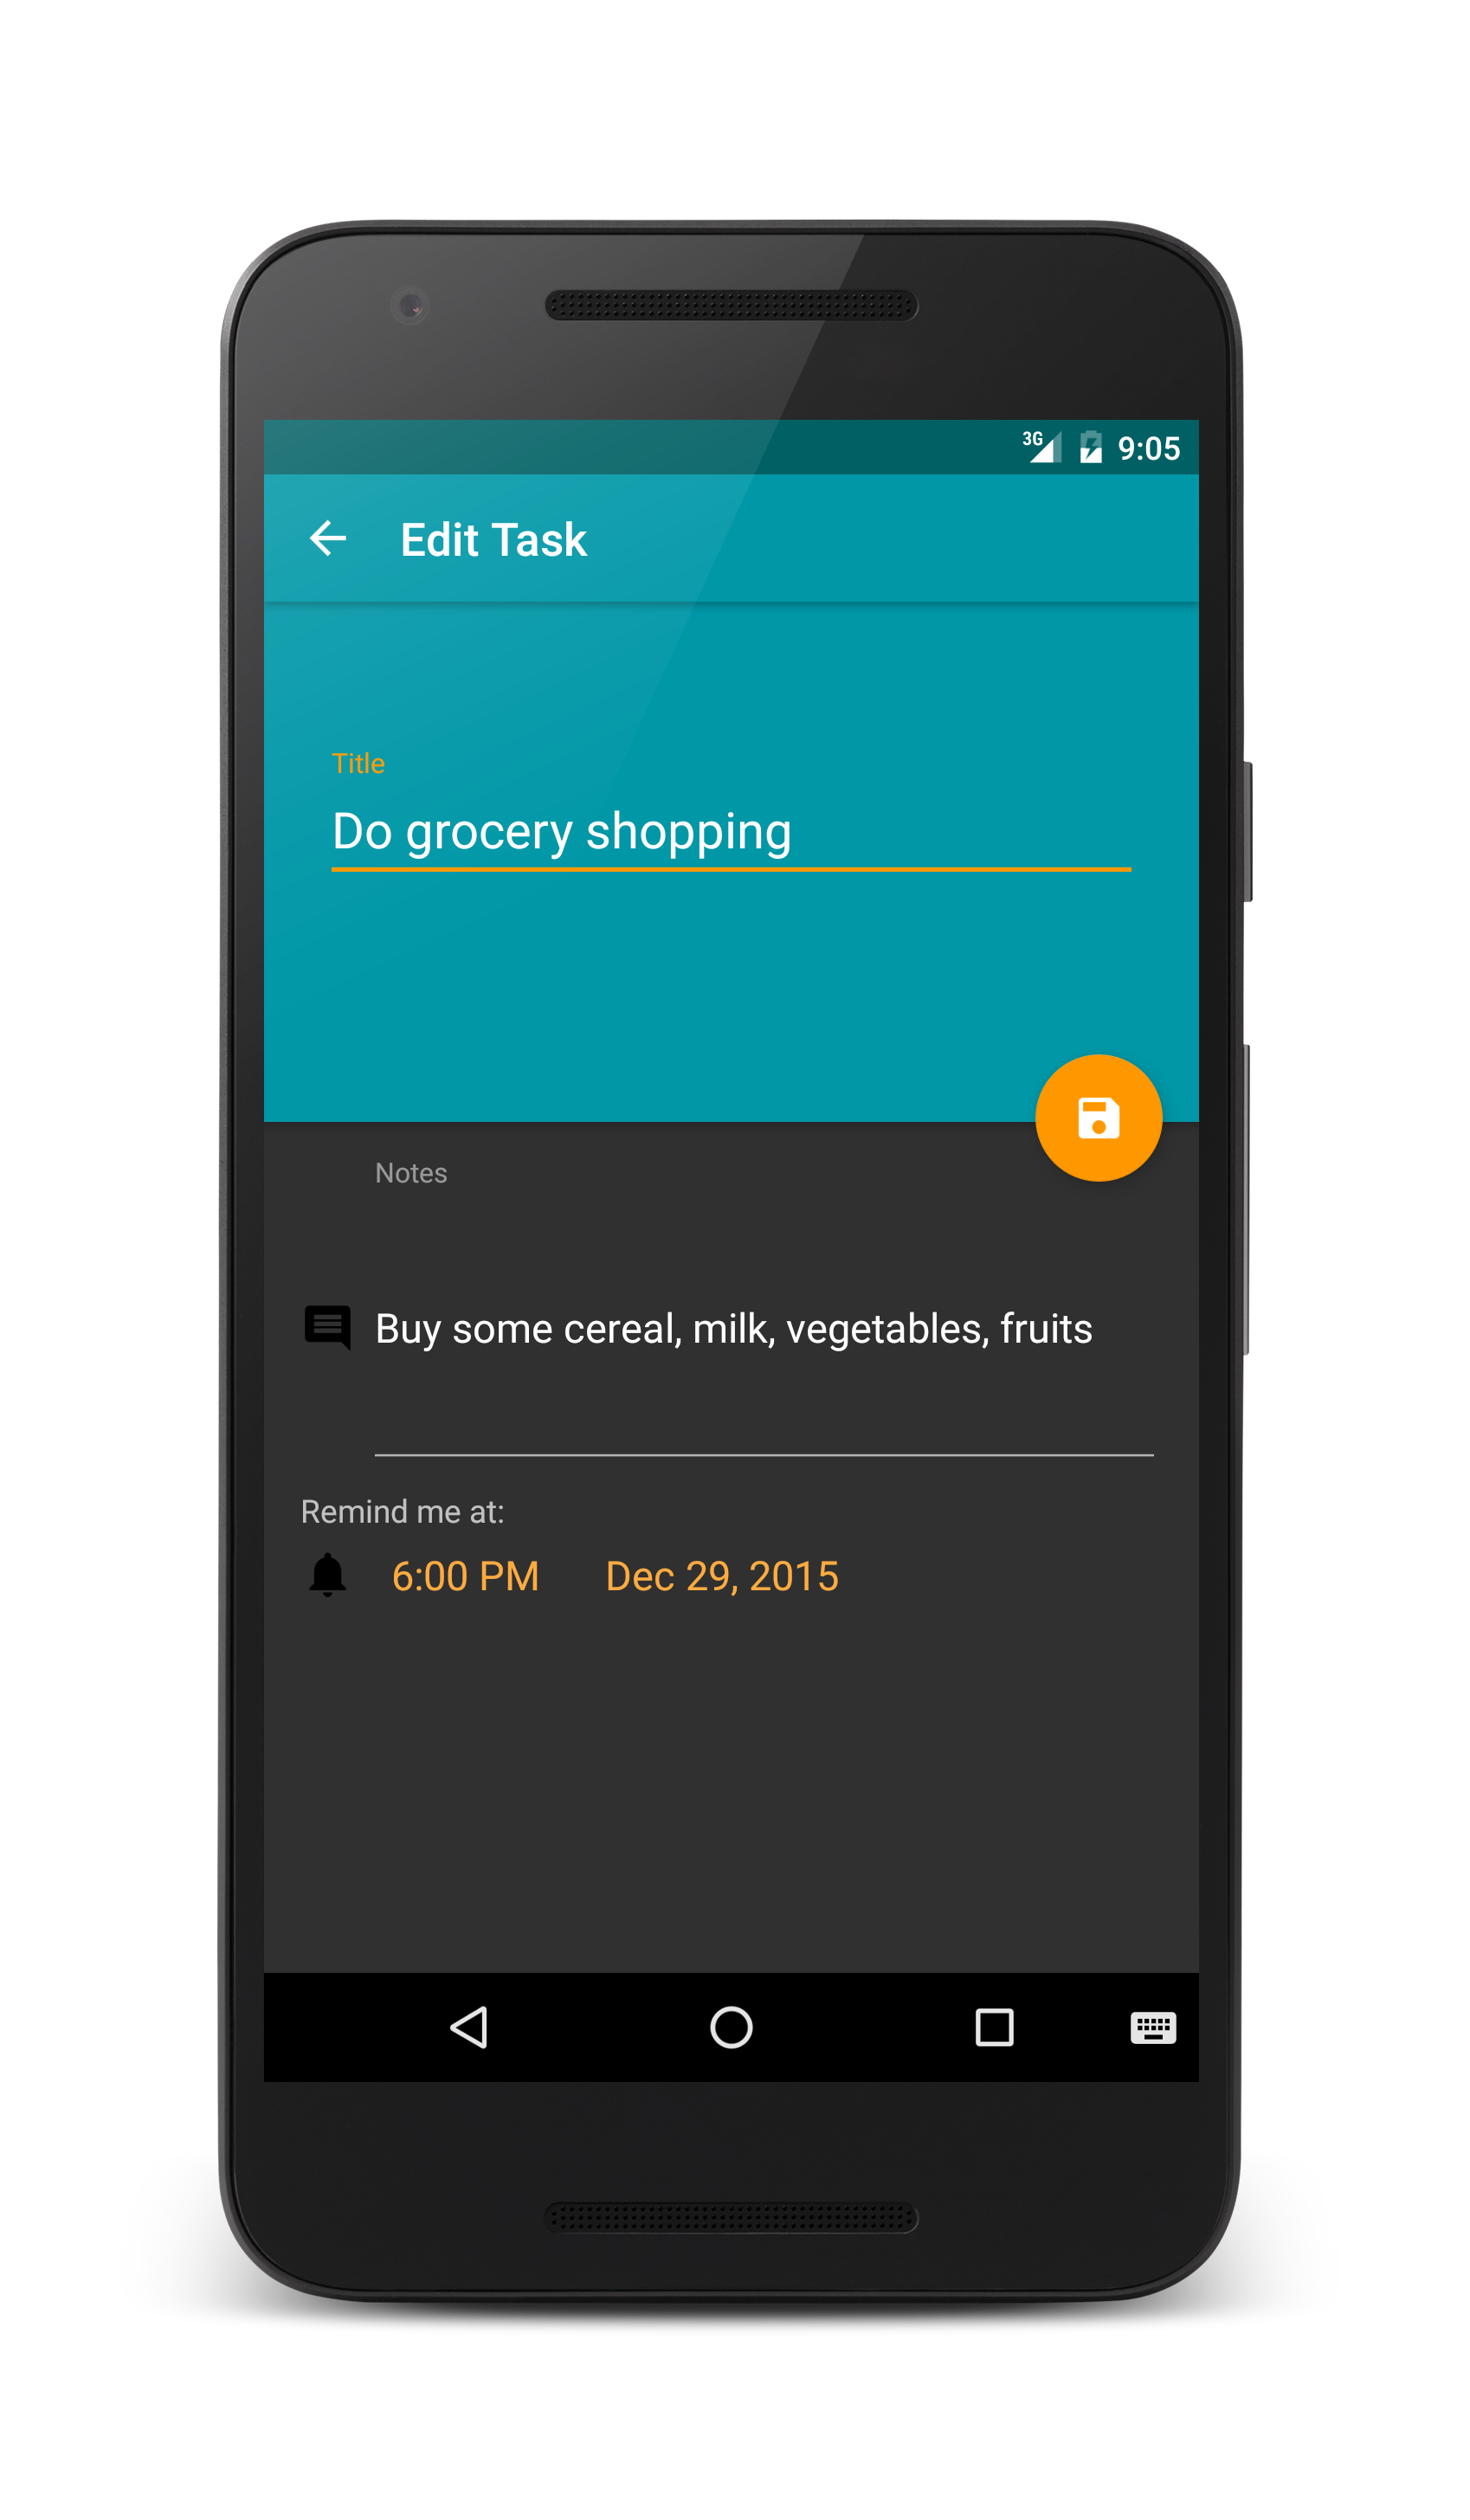 3G 9:05
Edit Task
Title
Do grocery shopping
Notes
Buy some cereal, milk, vegetables, fruits
Remind me at:
6:00 PM Dec 29, 2015